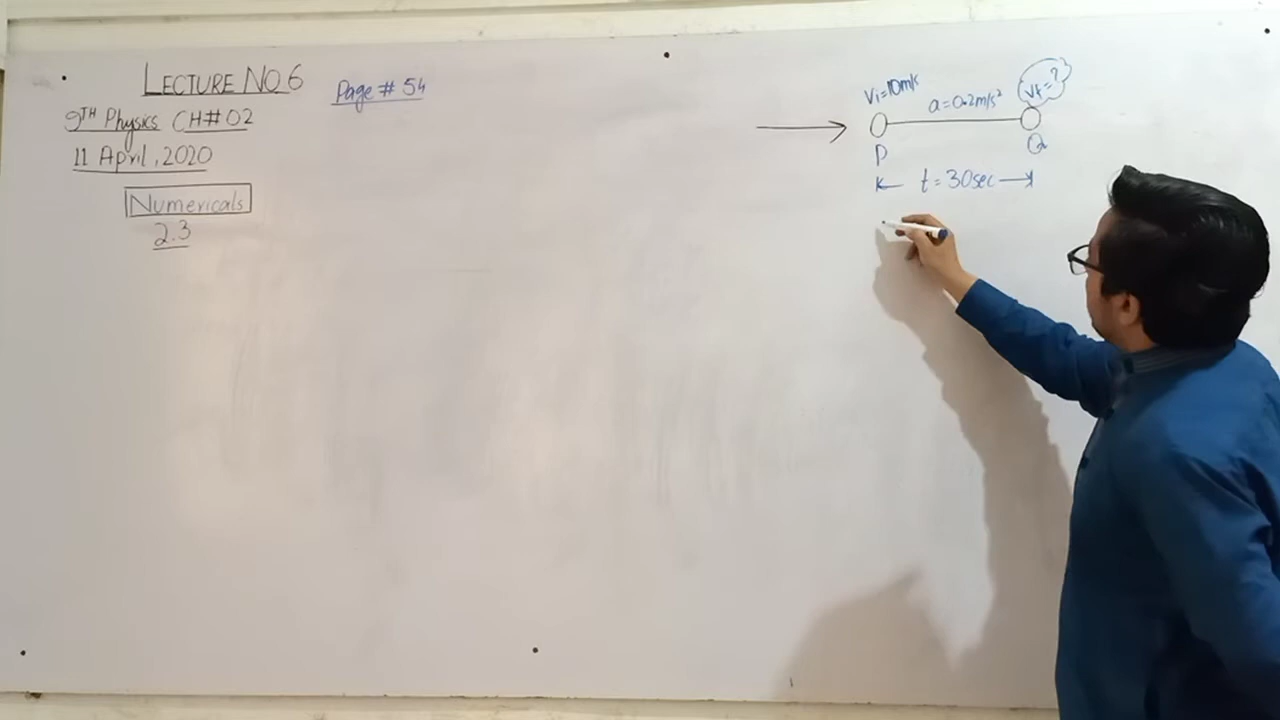 LECTURE NO 6
Page # 54
9TH Physics CH# 02
11 April, 2020
Numericals
2.3
Vi=10m/s
a=0.2m/s²
Vf=?
P
Q
t = 30sec